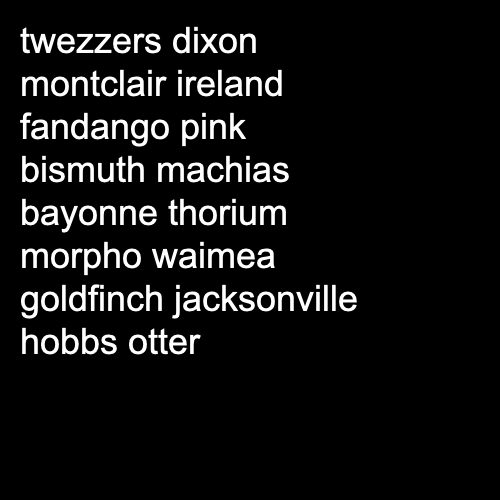 twezzers dixon
montclair ireland
fandango pink
bismuth machias
bayonne thorium
morpho waimea
goldfinch jacksonville
hobbs otter